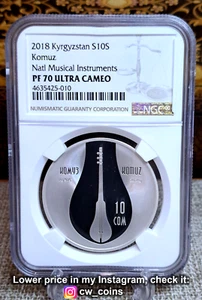 2018 Kyrgyzstan S10S
Komuz
Natl Musical Instruments
PF 70 ULTRA CAMEO
4635425-010
NUMISMATIC GUARANTY CORPORATION
NGC
КОМУЗ
KOMUZ
10
СОМ
Lower price in my Instagram, check it:
cw_coins